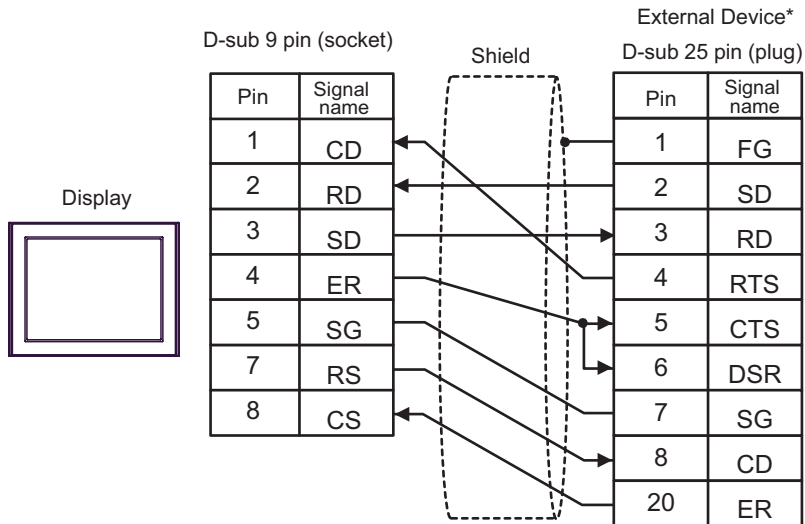 External Device*
D-sub 9 pin (socket)
Shield
D-sub 25 pin (plug)
Pin Signal name
1 CD
2 RD
3 SD
4 ER
5 SG
7 RS
8 CS
Display
Pin Signal name
1 FG
2 SD
3 RD
4 RTS
5 CTS
6 DSR
7 SG
8 CD
20 ER